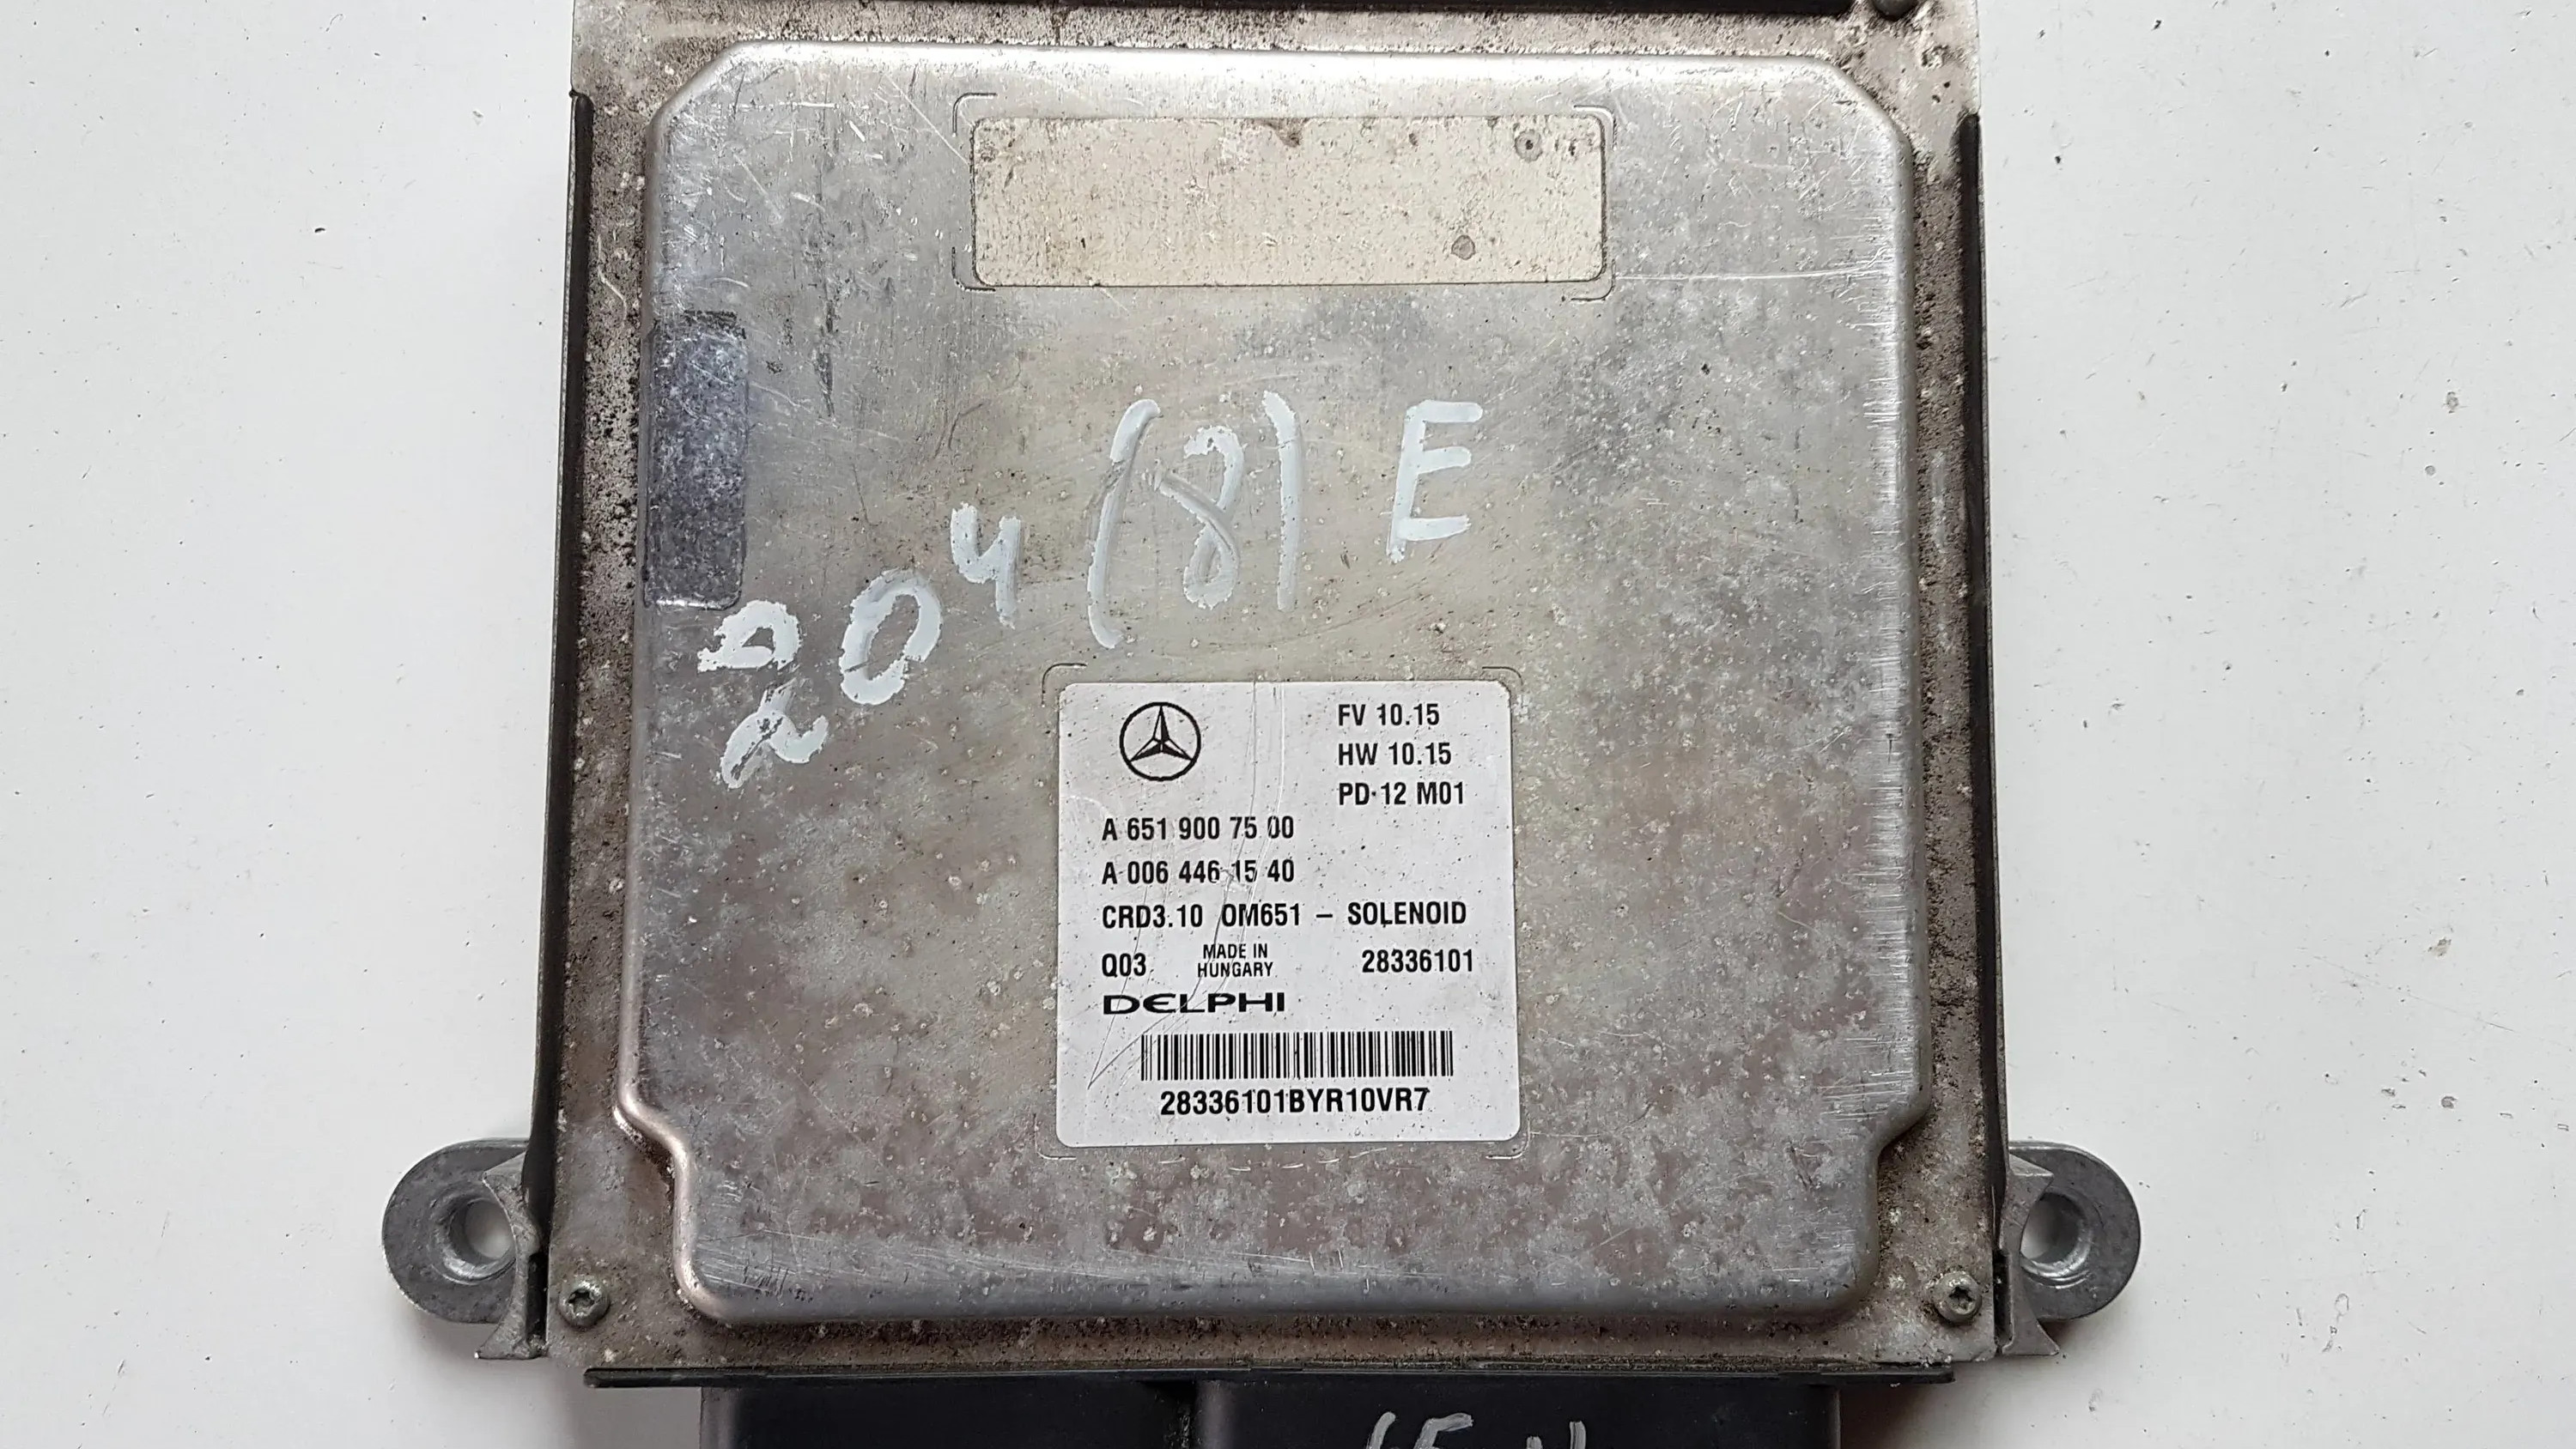 204 (8) E
FV 10.15
HW 10.15
PD 12 M01
A 651 900 75 00
A 006 446 15 40
CRD3.10 OM651 – SOLENOID
Q03 MADE IN HUNGARY 28336101
DELPHI
28336101BYR10VR7